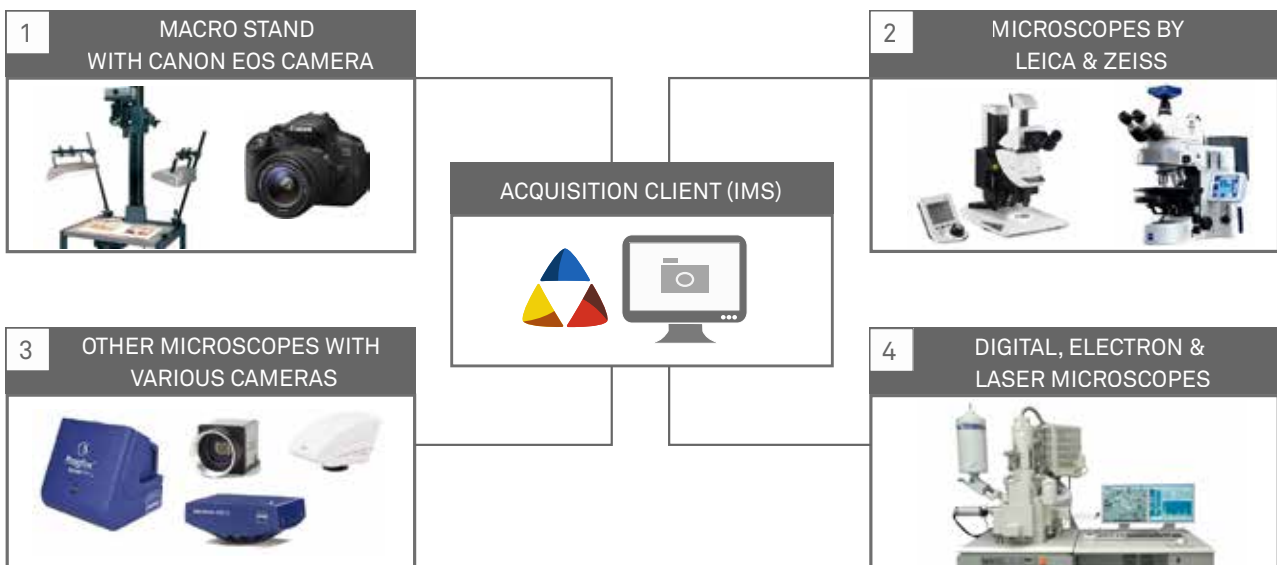 1
MACRO STAND
WITH CANON EOS CAMERA
2
MICROSCOPES BY
LEICA & ZEISS
Canon
ACQUISITION CLIENT (IMS)
3
OTHER MICROSCOPES WITH
VARIOUS CAMERAS
4
DIGITAL, ELECTRON &
LASER MICROSCOPES